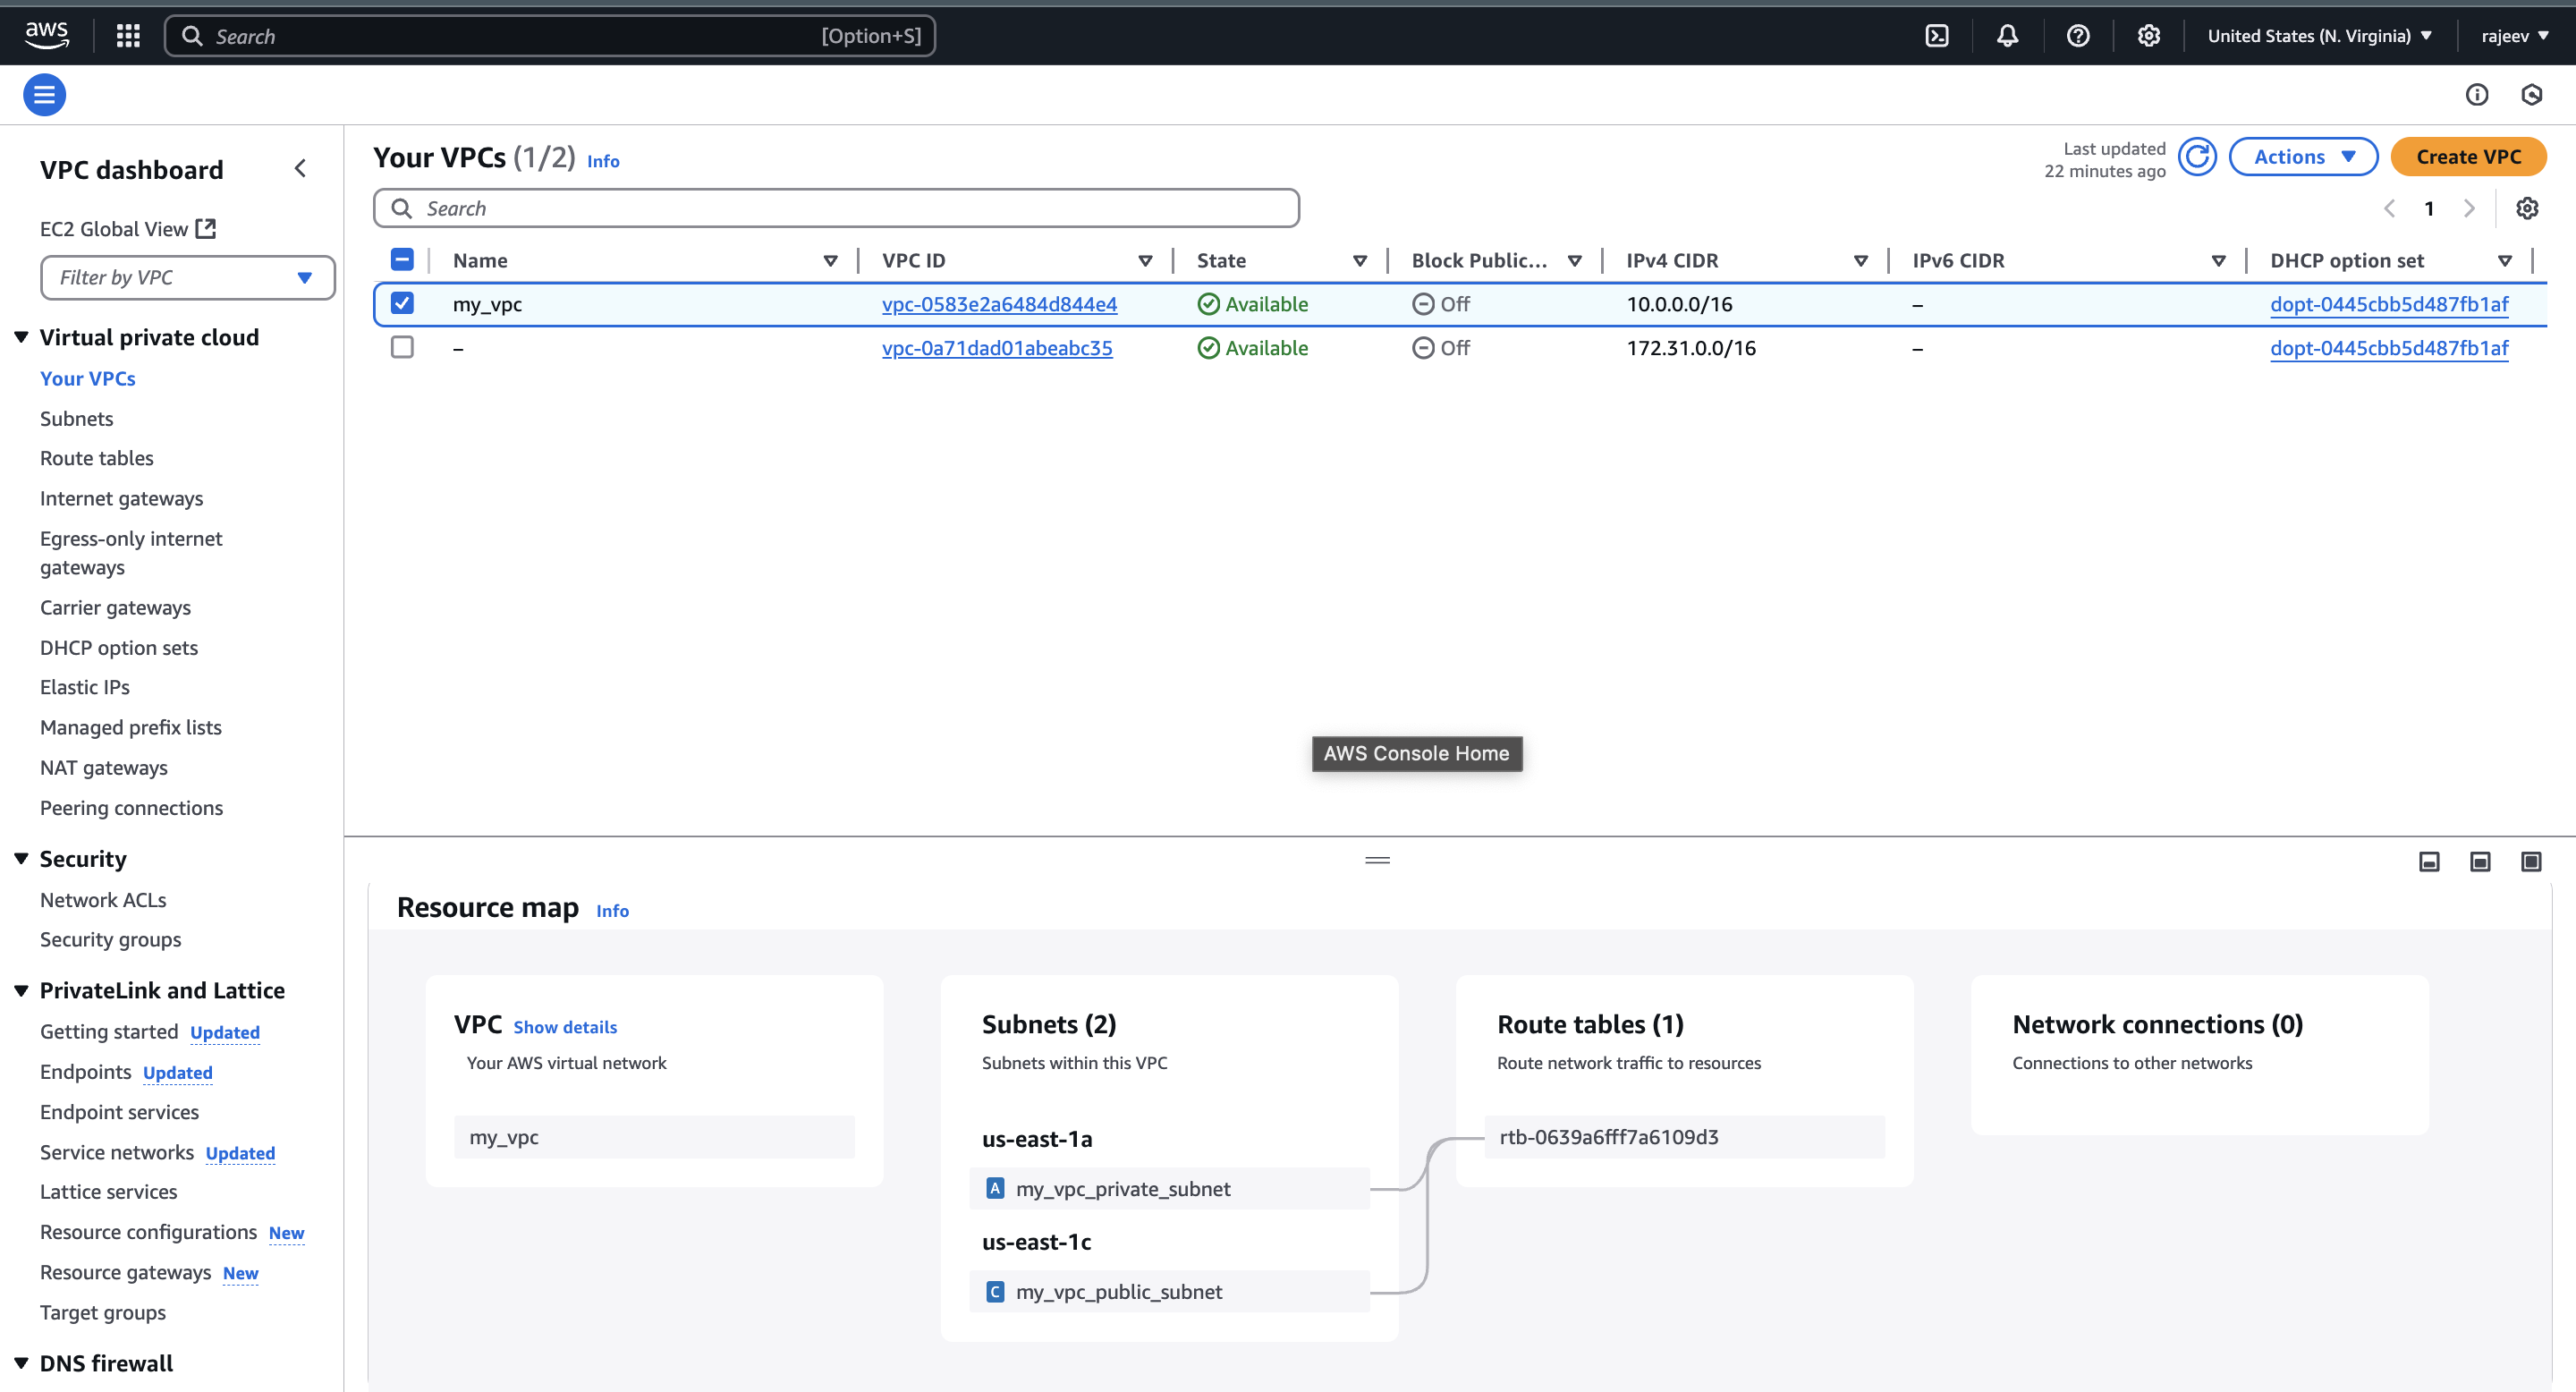 aws
Search [Option+S]
United States (N. Virginia) rajeev
VPC dashboard
EC2 Global View
Filter by VPC
Virtual private cloud
Your VPCs
Subnets
Route tables
Internet gateways
Egress-only internet
gateways
Carrier gateways
DHCP option sets
Elastic IPs
Managed prefix lists
NAT gateways
Peering connections
Security
Network ACLs
Security groups
PrivateLink and Lattice
Getting started Updated
Endpoints Updated
Endpoint services
Service networks Updated
Lattice services
Resource configurations New
Resource gateways New
Target groups
DNS firewall
Your VPCs (1/2) Info
Last updated
22 minutes ago
Actions
Create VPC
Search
1
Name VPC ID State Block Public... IPv4 CIDR IPv6 CIDR DHCP option set
my_vpc vpc-0583e2a6484d844e4 Available Off 10.0.0.0/16 – dopt-0445cbb5d487fb1af
– vpc-0a71dad01abeabc35 Available Off 172.31.0.0/16 – dopt-0445cbb5d487fb1af
AWS Console Home
Resource map Info
VPC Show details
Your AWS virtual network
my_vpc
Subnets (2)
Subnets within this VPC
us-east-1a
A my_vpc_private_subnet
us-east-1c
C my_vpc_public_subnet
Route tables (1)
Route network traffic to resources
rtb-0639a6fff7a6109d3
Network connections (0)
Connections to other networks